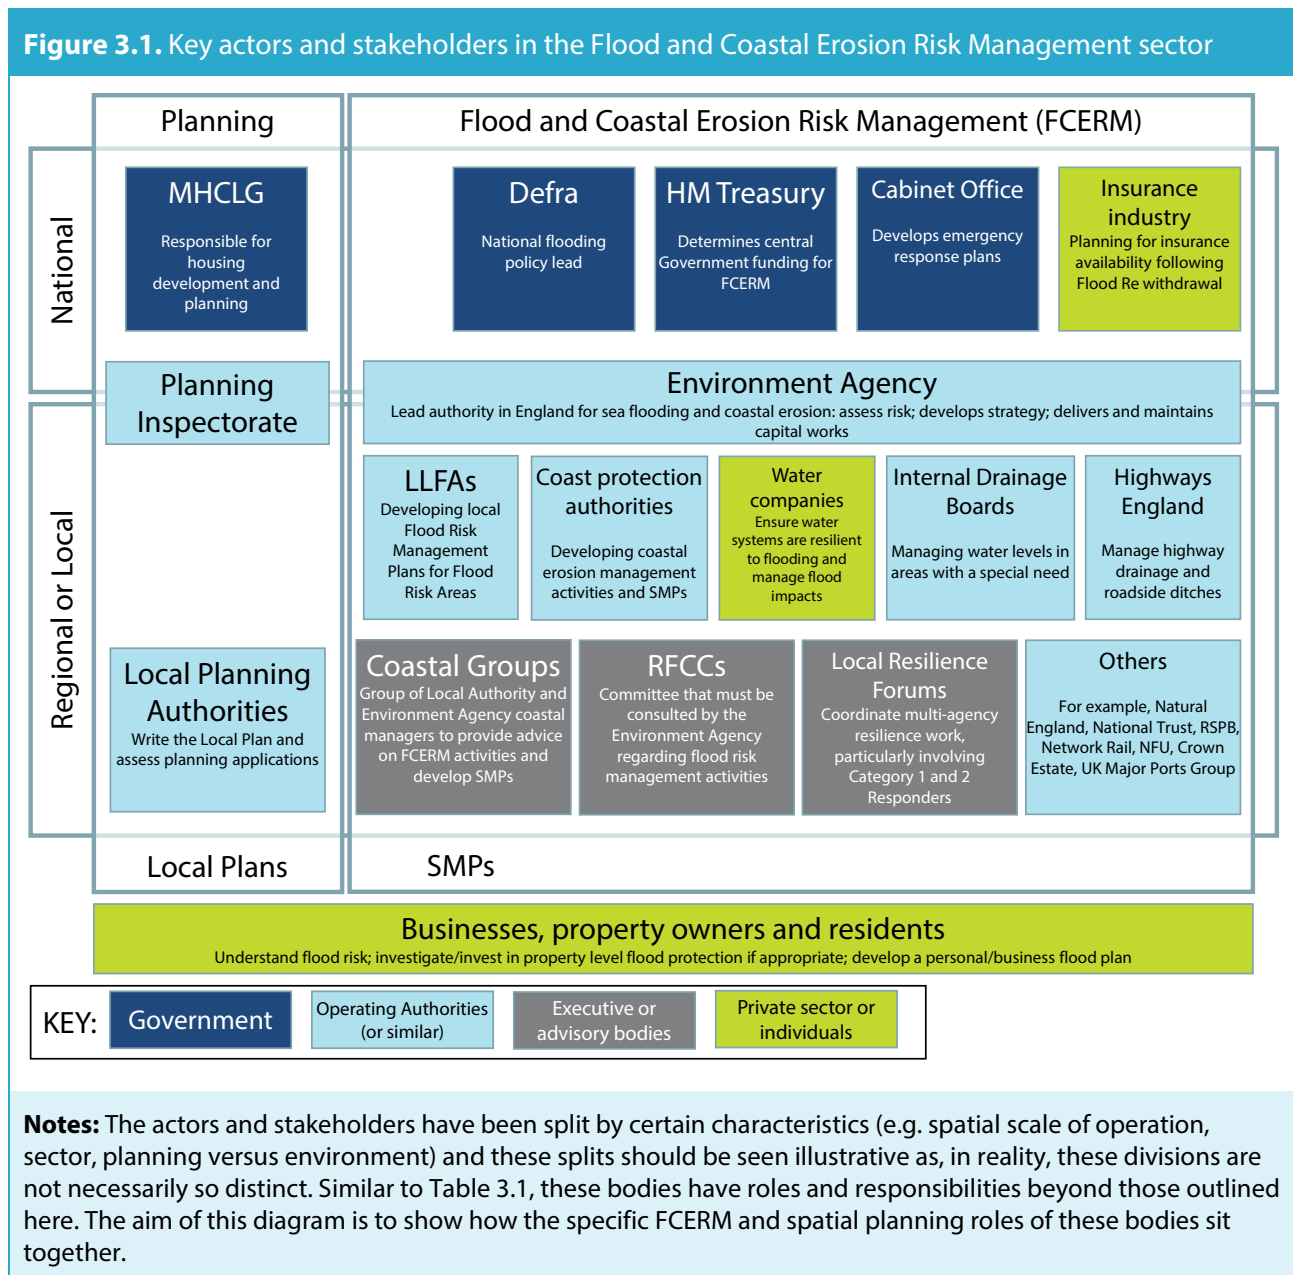 Figure 3.1. Key actors and stakeholders in the Flood and Coastal Erosion Risk Management sector
Planning
Flood and Coastal Erosion Risk Management (FCERM)
National
MHCLG
Responsible for
housing
development and
planning
Defra
National flooding
policy lead
HM Treasury
Determines central
Government funding for
FCERM
Cabinet Office
Develops emergency
response plans
Insurance
industry
Planning for insurance
availability following
Flood Re withdrawal
Planning
Inspectorate
Environment Agency
Lead authority in England for sea flooding and coastal erosion: assess risk; develops strategy; delivers and maintains
capital works
Regional or Local
LLFAs
Developing local
Flood Risk
Management
Plans for Flood
Risk Areas
Coast protection
authorities
Developing coastal
erosion management
activities and SMPs
Water
companies
Ensure water
systems are resilient
to flooding and
manage flood
impacts
Internal Drainage
Boards
Managing water levels in
areas with a special need
Highways
England
Manage highway
drainage and
roadside ditches
Local Planning
Authorities
Write the Local Plan and
assess planning applications
Coastal Groups
Group of Local Authority and
Environment Agency coastal
managers to provide advice
on FCERM activities and
develop SMPs
RFCCs
Committee that must be
consulted by the
Environment Agency
regarding flood risk
management activities
Local Resilience
Forums
Coordinate multi-agency
resilience work,
particularly involving
Category 1 and 2
Responders
Others
For example, Natural
England, National Trust, RSPB,
Network Rail, NFU, Crown
Estate, UK Major Ports Group
Local Plans
SMPs
Businesses, property owners and residents
Understand flood risk; investigate/invest in property level flood protection if appropriate; develop a personal/business flood plan
KEY:
Government
Operating Authorities
(or similar)
Executive or
advisory bodies
Private sector or
individuals
Notes: The actors and stakeholders have been split by certain characteristics (e.g. spatial scale of operation,
sector, planning versus environment) and these splits should be seen illustrative as, in reality, these divisions are
not necessarily so distinct. Similar to Table 3.1, these bodies have roles and responsibilities beyond those outlined
here. The aim of this diagram is to show how the specific FCERM and spatial planning roles of these bodies sit
together.